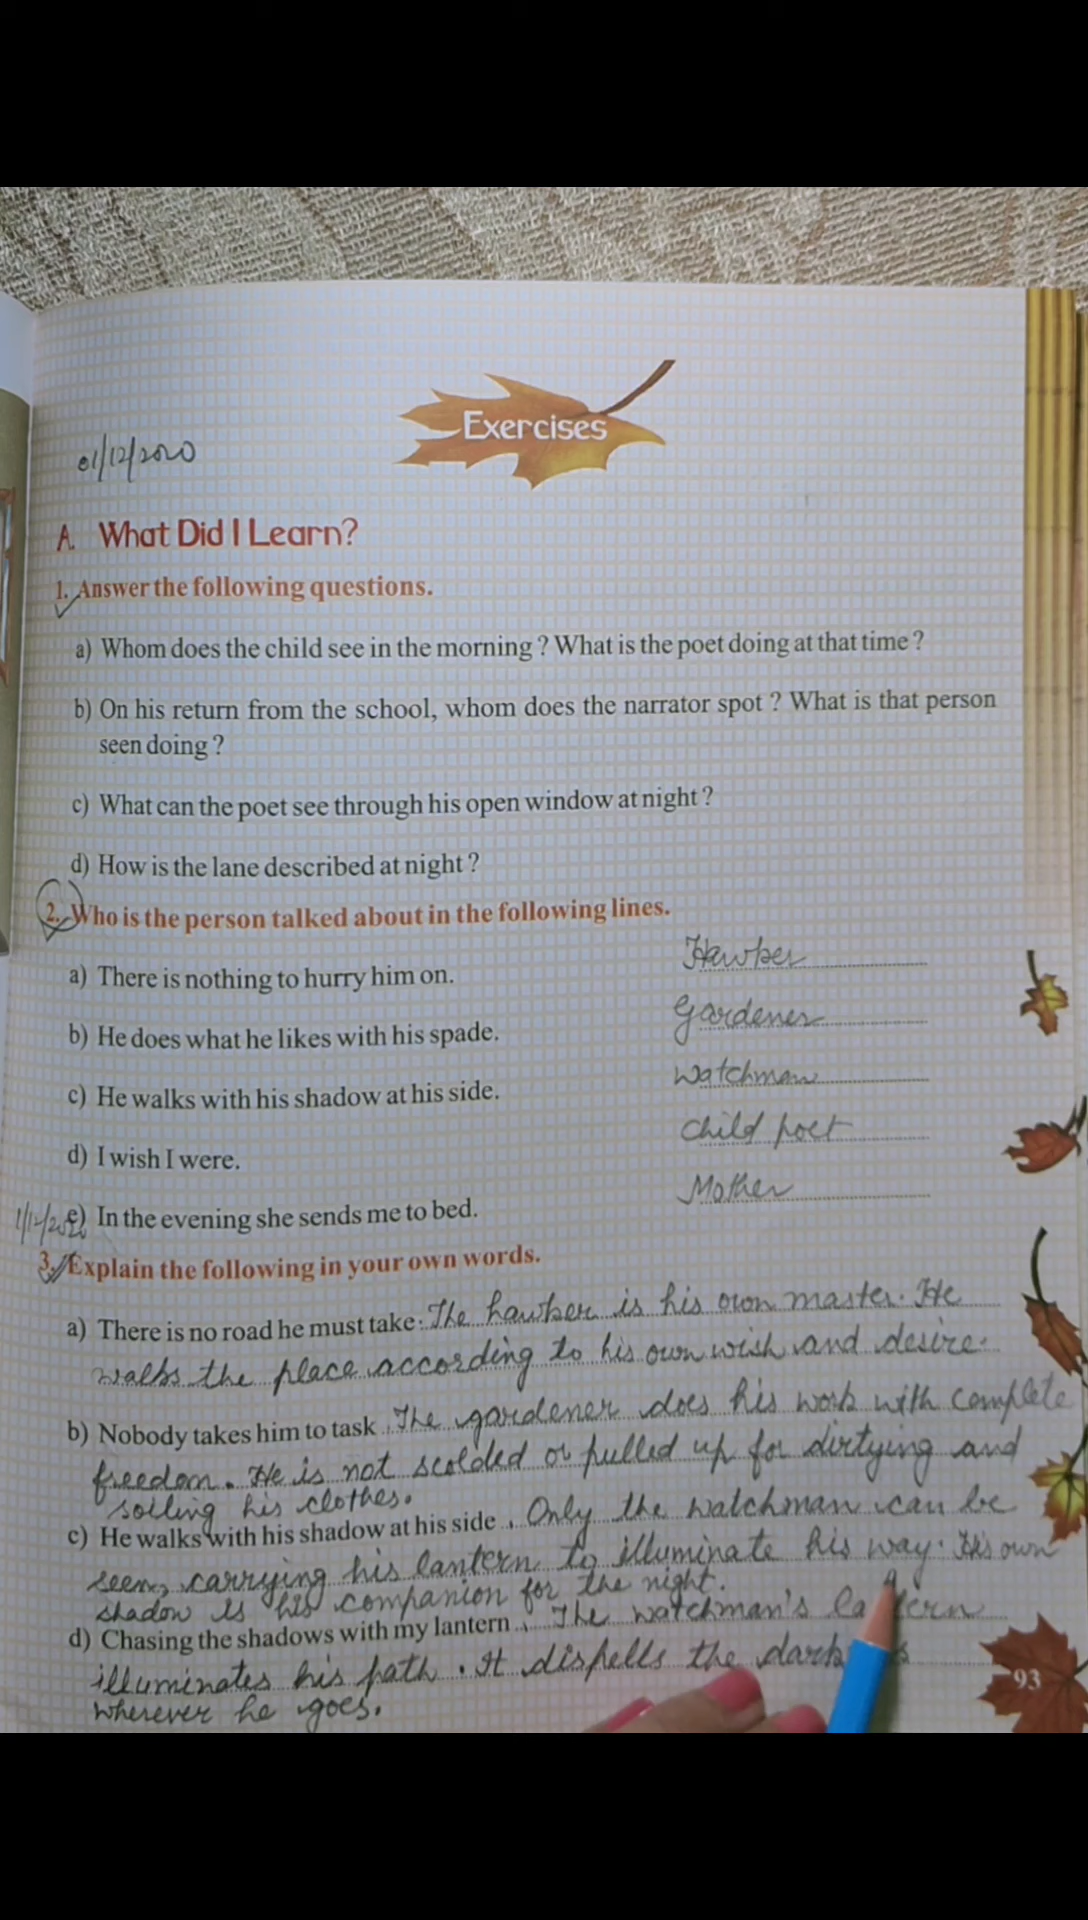 Exercises
01/12/2020
A. What Did I Learn?
1. Answer the following questions.
a) Whom does the child see in the morning ? What is the poet doing at that time ?
b) On his return from the school, whom does the narrator spot ? What is that person
seen doing ?
c) What can the poet see through his open window at night ?
d) How is the lane described at night ?
2. Who is the person talked about in the following lines.
a) There is nothing to hurry him on. Hawker
b) He does what he likes with his spade. Gardener
c) He walks with his shadow at his side. Watchman
d) I wish I were. Child poet
e) In the evening she sends me to bed. Mother
3. Explain the following in your own words.
a) There is no road he must take. The hawker is his own master. He
walks the place according to his own wish and desire.
b) Nobody takes him to task. The gardener does his work with complete
freedom. He is not scolded or pulled up for dirtying and
soiling his clothes.
c) He walks with his shadow at his side. Only the watchman can be
seen, carrying his lantern to illuminate his way. His own
shadow is his companion for the night.
d) Chasing the shadows with my lantern. The watchman's
illuminates his path. It dispells the
wherever he goes.
93